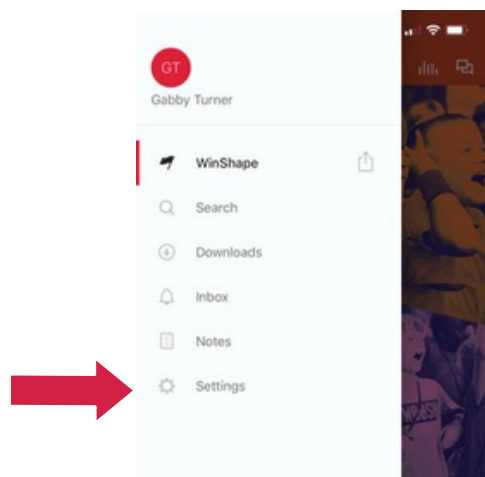 GT
Gabby Turner
WinShape
Search
Downloads
Inbox
Notes
Settings